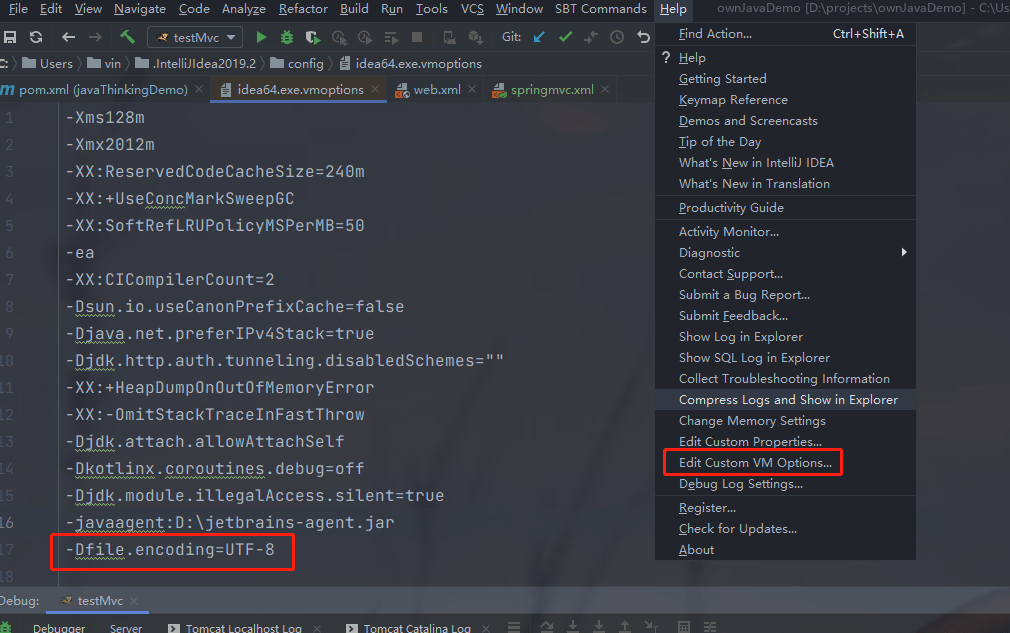 File Edit View Navigate Code Analyze Refactor Build Run Tools VCS Window SBT Commands Help ownJavaDemo [D:\projects\ownJavaDemo] - C:\Us
testMvc Git:
C: Users vin .IntelliJIdea2019.2 config idea64.exe.vmoptions
pom.xml (javaThinkingDemo) idea64.exe.vmoptions web.xml springmvc.xml
1 -Xms128m
2 -Xmx2012m
3 -XX:ReservedCodeCacheSize=240m
4 -XX:+UseConcMarkSweepGC
5 -XX:SoftRefLRUPolicyMSPerMB=50
6 -ea
7 -XX:CICompilerCount=2
8 -Dsun.io.useCanonPrefixCache=false
9 -Djava.net.preferIPv4Stack=true
10 -Djdk.http.auth.tunneling.disabledSchemes=""
11 -XX:+HeapDumpOnOutOfMemoryError
12 -XX:-OmitStackTraceInFastThrow
13 -Djdk.attach.allowAttachSelf
14 -Dkotlinx.coroutines.debug=off
15 -Djdk.module.illegalAccess.silent=true
16 -javaagent:D:\jetbrains-agent.jar
17 -Dfile.encoding=UTF-8
18
Find Action... Ctrl+Shift+A
? Help
Getting Started
Keymap Reference
Demos and Screencasts
Tip of the Day
What's New in IntelliJ IDEA
What's New in Translation
Productivity Guide
Activity Monitor...
Diagnostic
Contact Support...
Submit a Bug Report...
Submit Feedback...
Show Log in Explorer
Show SQL Log in Explorer
Collect Troubleshooting Information
Compress Logs and Show in Explorer
Change Memory Settings
Edit Custom Properties...
Edit Custom VM Options...
Debug Log Settings...
Register...
Check for Updates...
About
Debug: testMvc
Debugger Server Tomcat Localhost Log Tomcat Catalina Log